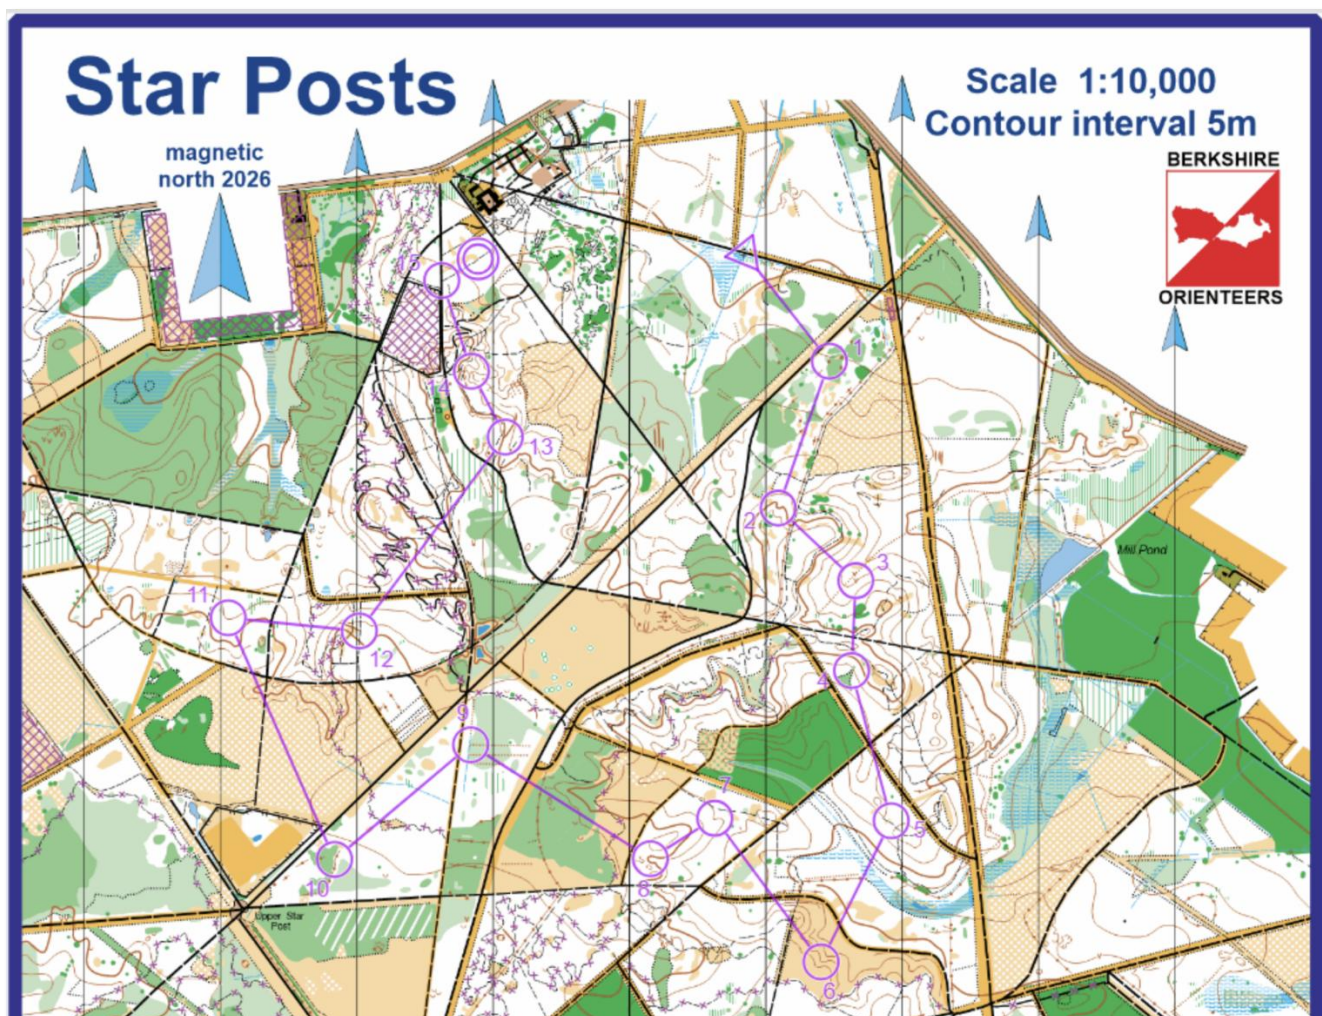 Star Posts
magnetic
north 2026
Scale 1:10,000
Contour interval 5m
BERKSHIRE
ORIENTEERS
15
1
14
13
2
3
Mill Pond
11
12
4
9
7
5
10
8
Upper Star
Post
6